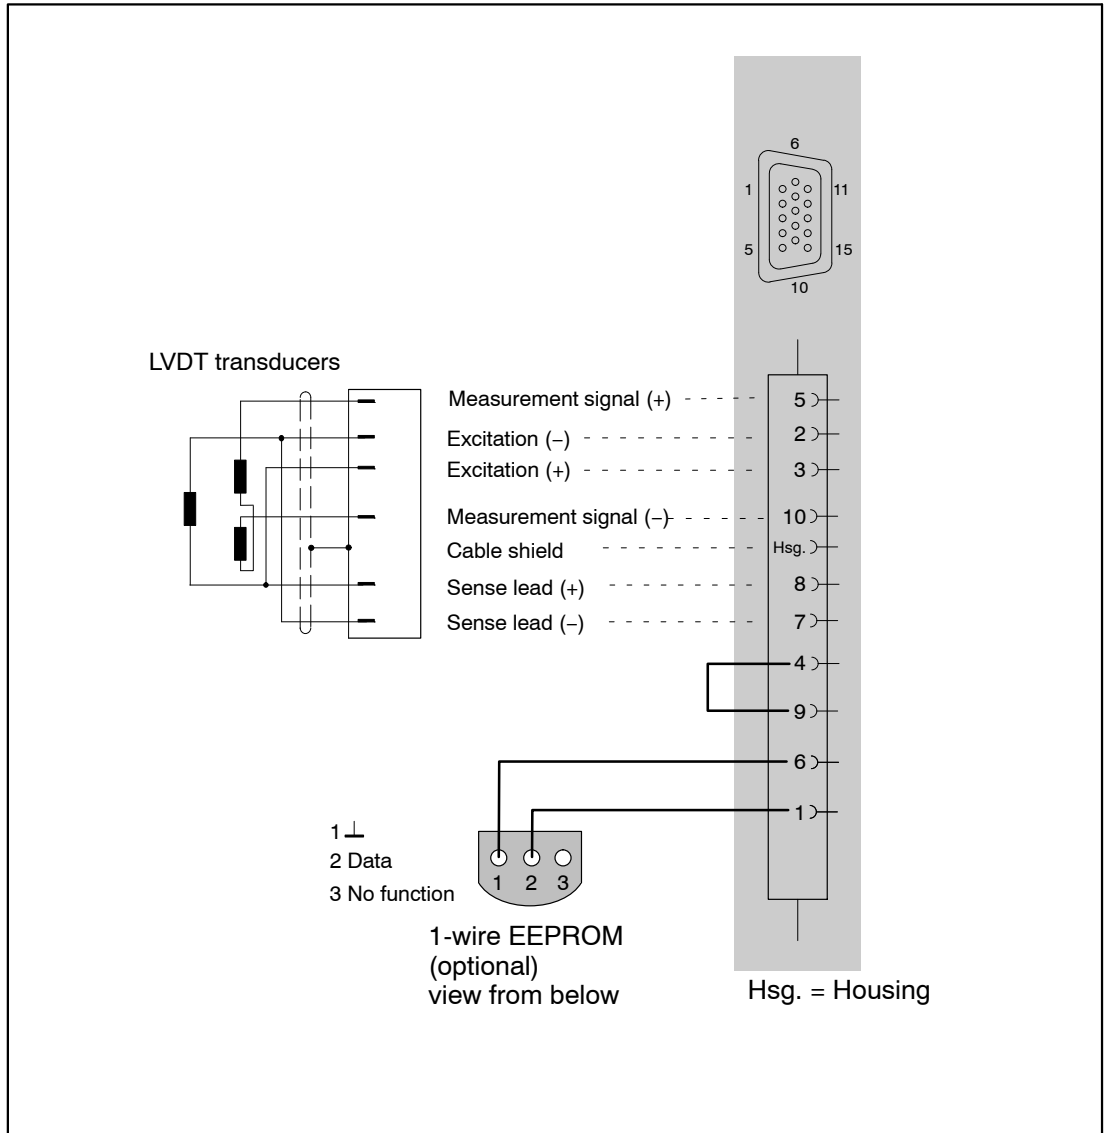 6
1 11
5 15
10
LVDT transducers
Measurement signal (+) 5
Excitation (−) 2
Excitation (+) 3
Measurement signal (−) 10
Cable shield Hsg.
Sense lead (+) 8
Sense lead (−) 7
4
9
6
1
1
2 Data
3 No function
1 2 3
1-wire EEPROM
(optional)
view from below
Hsg. = Housing